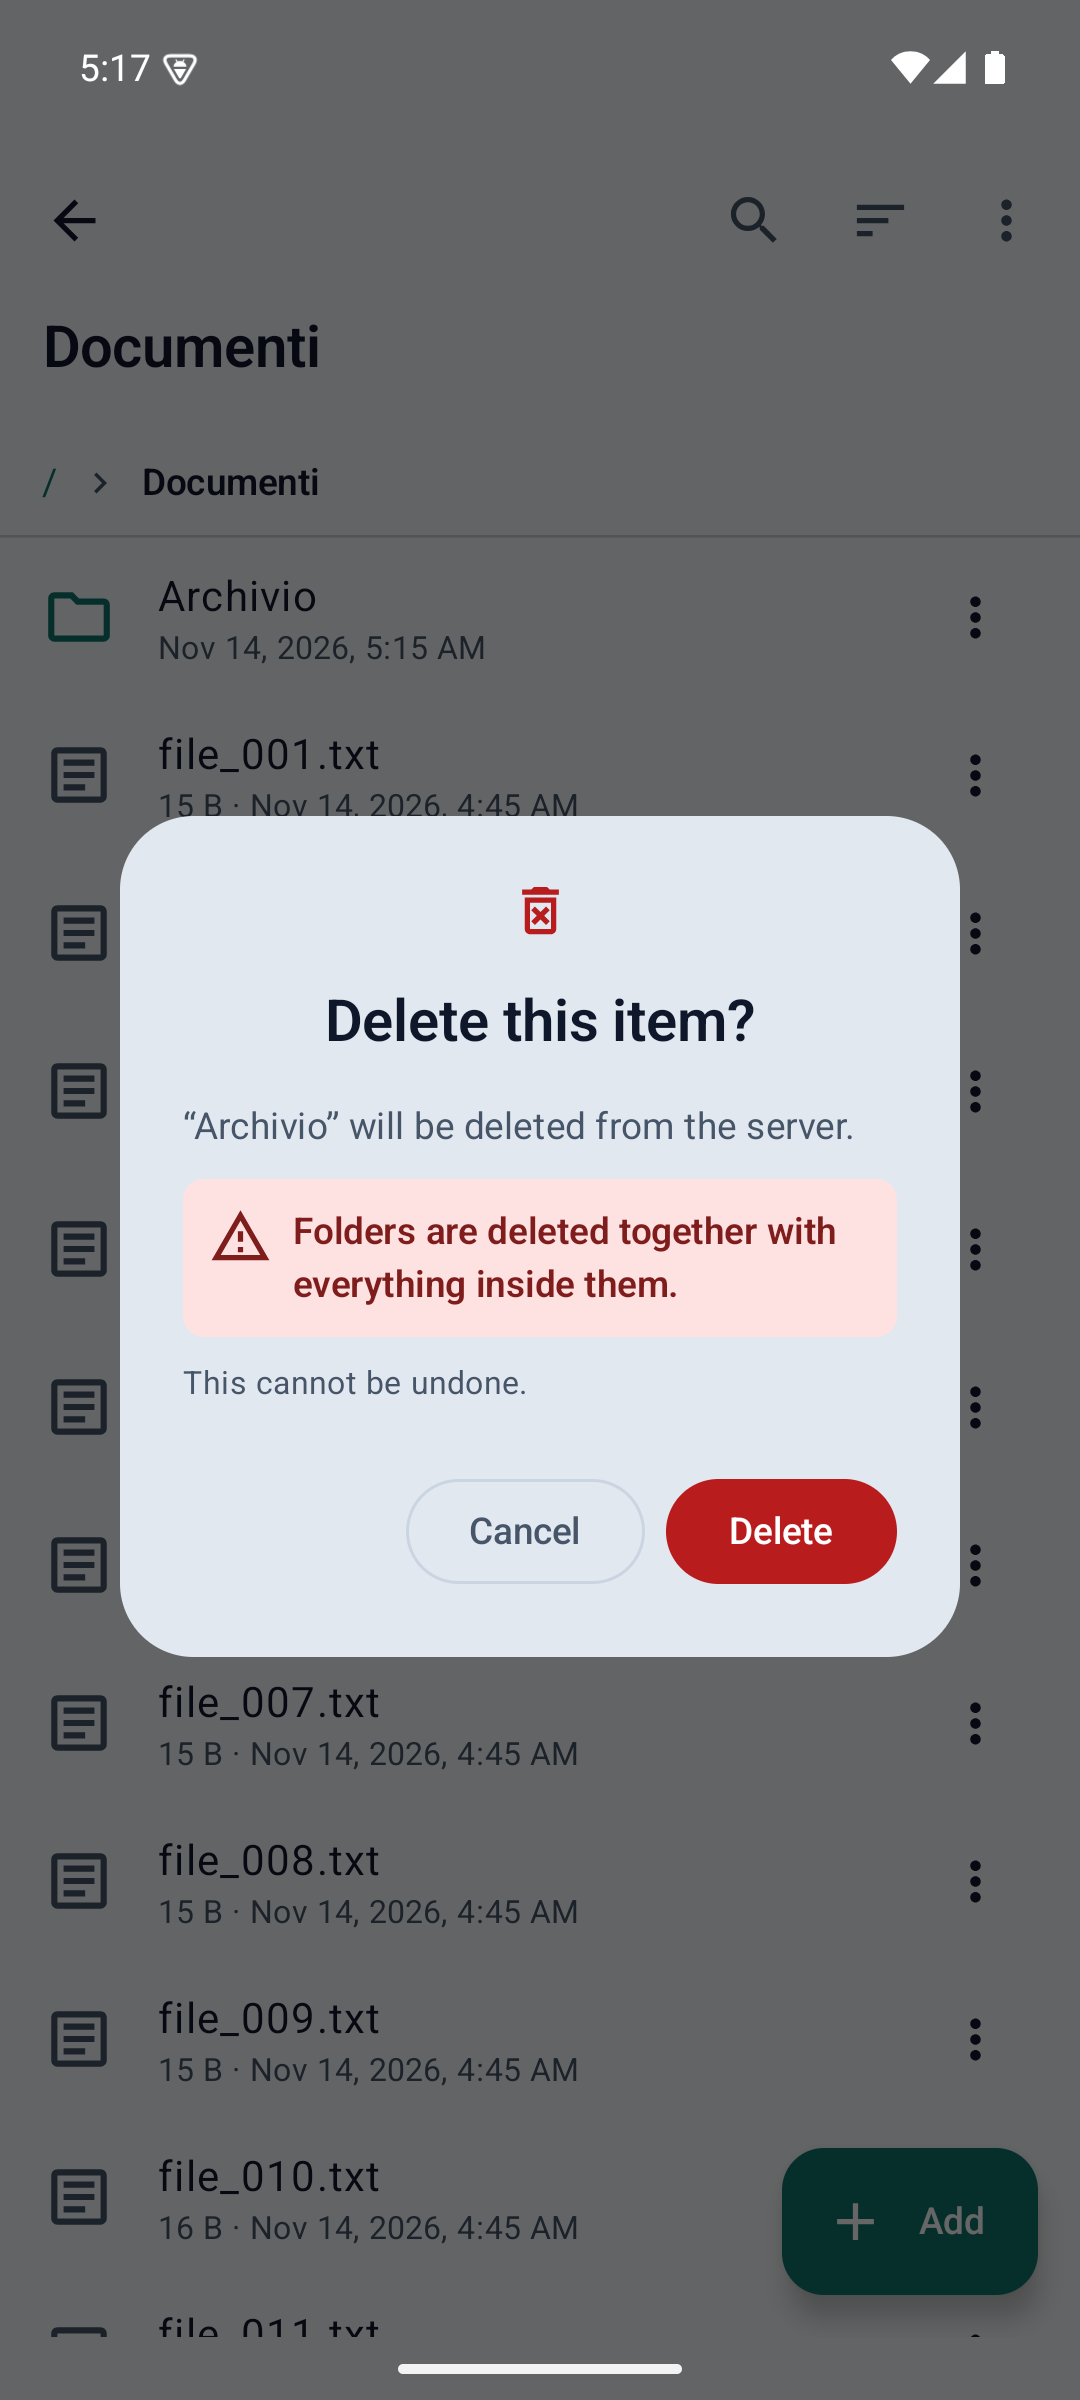 5:17
Documenti
/ > Documenti
Archivio
Nov 14, 2026, 5:15 AM
file_001.txt
15 B · Nov 14, 2026, 4:45 AM
Delete this item?
“Archivio” will be deleted from the server.
Folders are deleted together with
everything inside them.
This cannot be undone.
Cancel
Delete
file_007.txt
15 B · Nov 14, 2026, 4:45 AM
file_008.txt
15 B · Nov 14, 2026, 4:45 AM
file_009.txt
15 B · Nov 14, 2026, 4:45 AM
file_010.txt
16 B · Nov 14, 2026, 4:45 AM
Add
file_011.txt